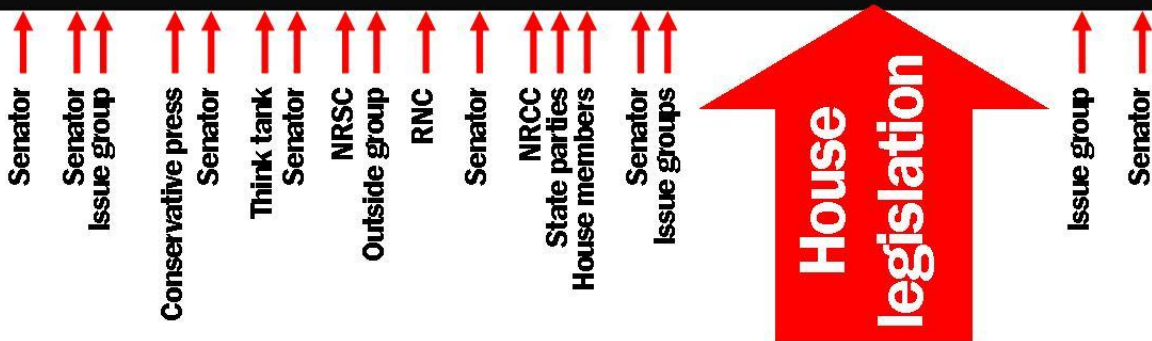 Senator
Senator
Issue group
Conservative press
Senator
Think tank
Senator
NRSC
Outside group
RNC
Senator
NRCC
State parties
House members
Senator
Issue groups
House
legislation
Issue group
Senator